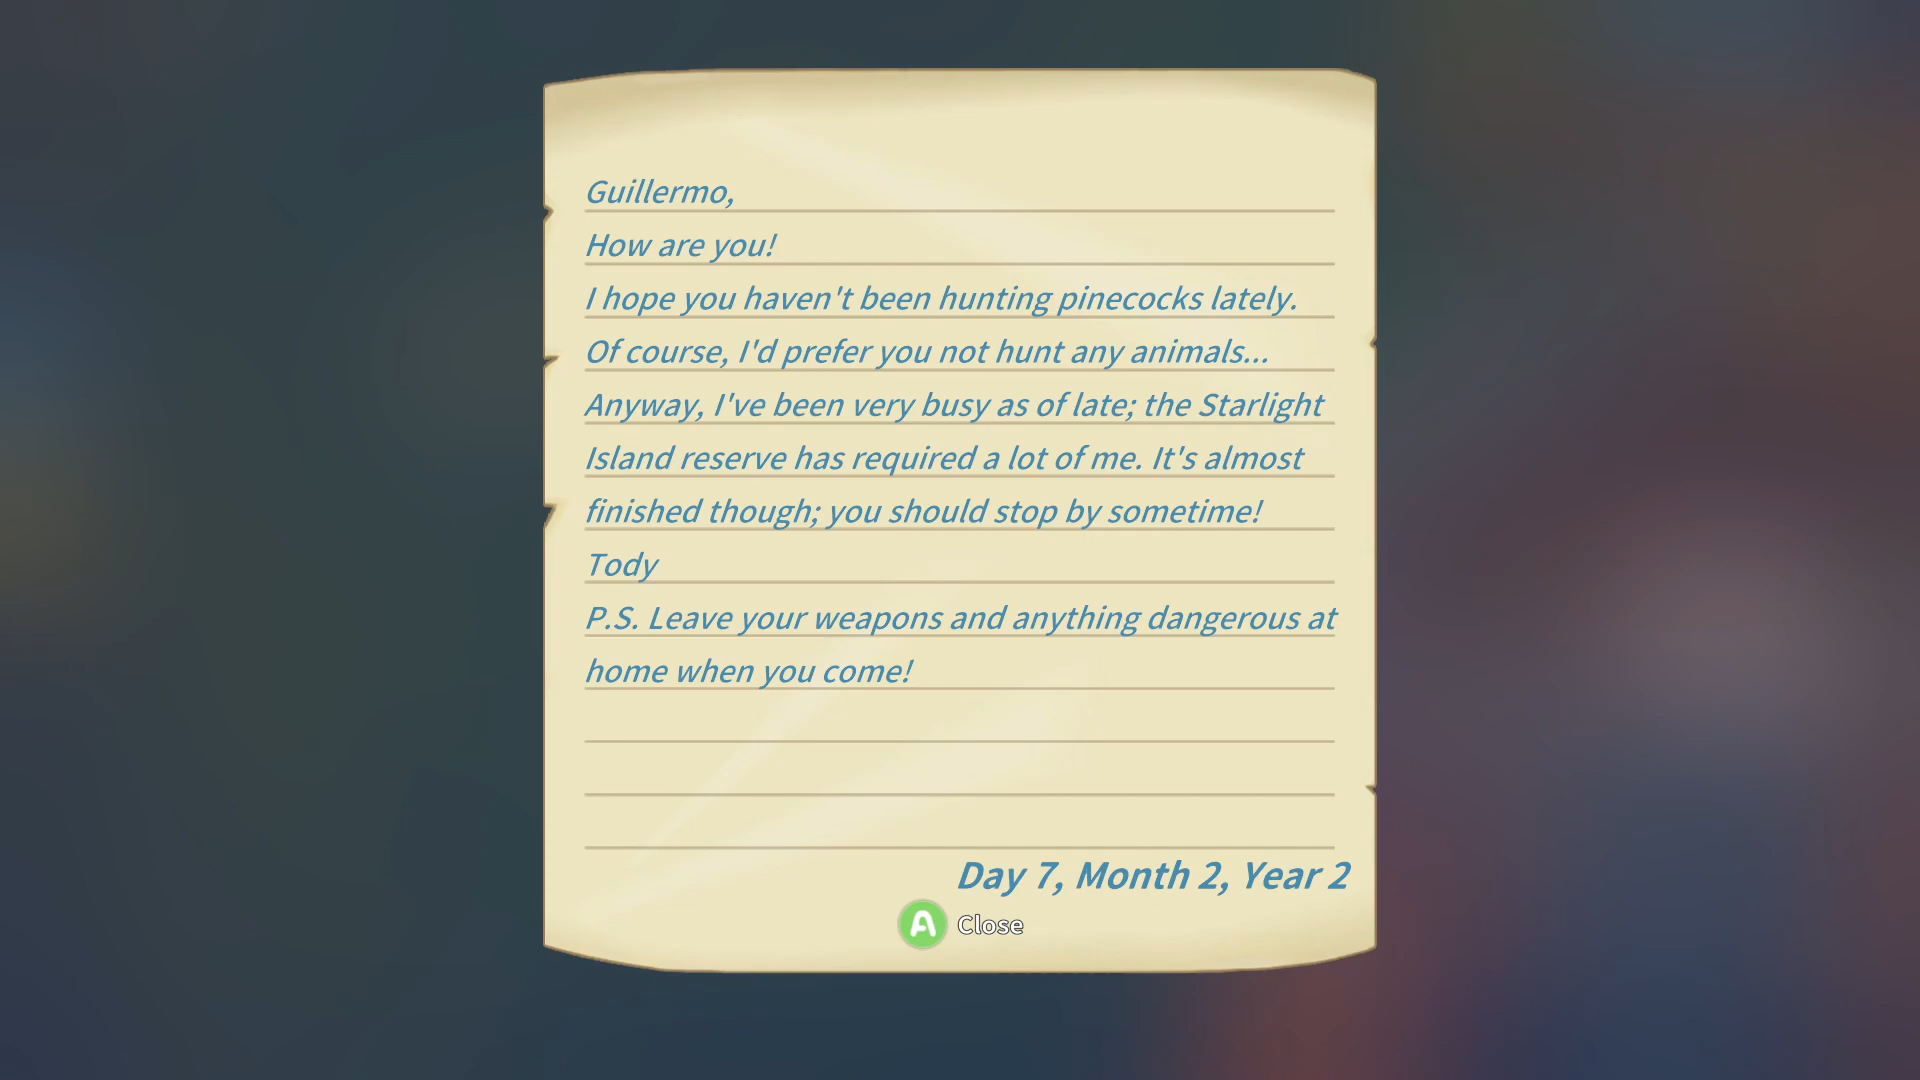 Guillermo,
How are you!
I hope you haven't been hunting pinecocks lately.
Of course, I'd prefer you not hunt any animals...
Anyway, I've been very busy as of late; the Starlight
Island reserve has required a lot of me. It's almost
finished though; you should stop by sometime!
Tody
P.S. Leave your weapons and anything dangerous at
home when you come!
Day 7, Month 2, Year 2
A Close